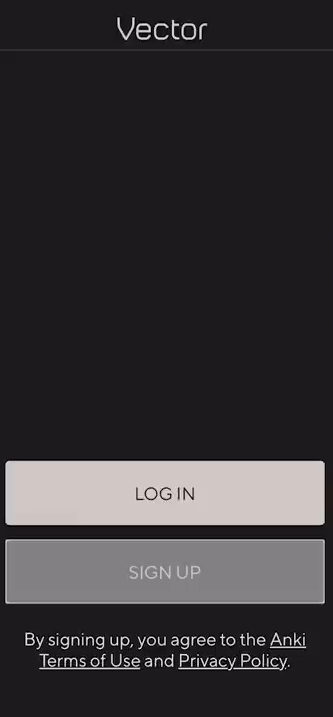 Vector
LOG IN
SIGN UP
By signing up, you agree to the Anki
Terms of Use and Privacy Policy.